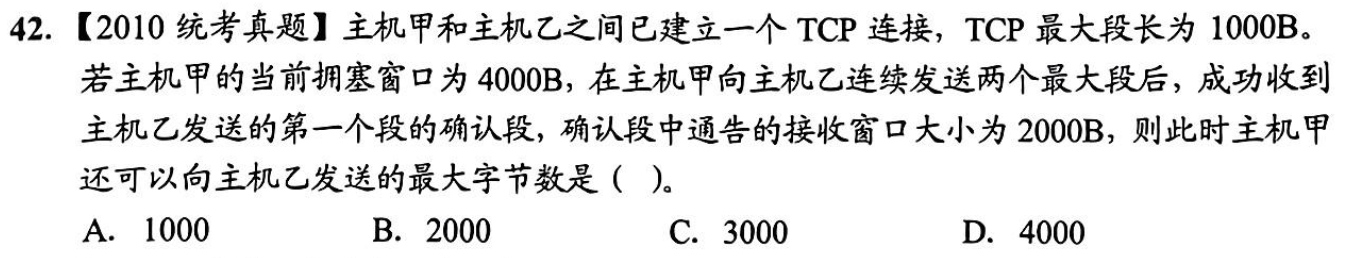 42.【2010 统考真题】主机甲和主机乙之间已建立一个 TCP 连接，TCP 最大段长为 1000B。
若主机甲的当前拥塞窗口为 4000B，在主机甲向主机乙连续发送两个最大段后，成功收到
主机乙发送的第一个段的确认段，确认段中通告的接收窗口大小为 2000B，则此时主机甲
还可以向主机乙发送的最大字节数是（ ）。
A. 1000 B. 2000 C. 3000 D. 4000